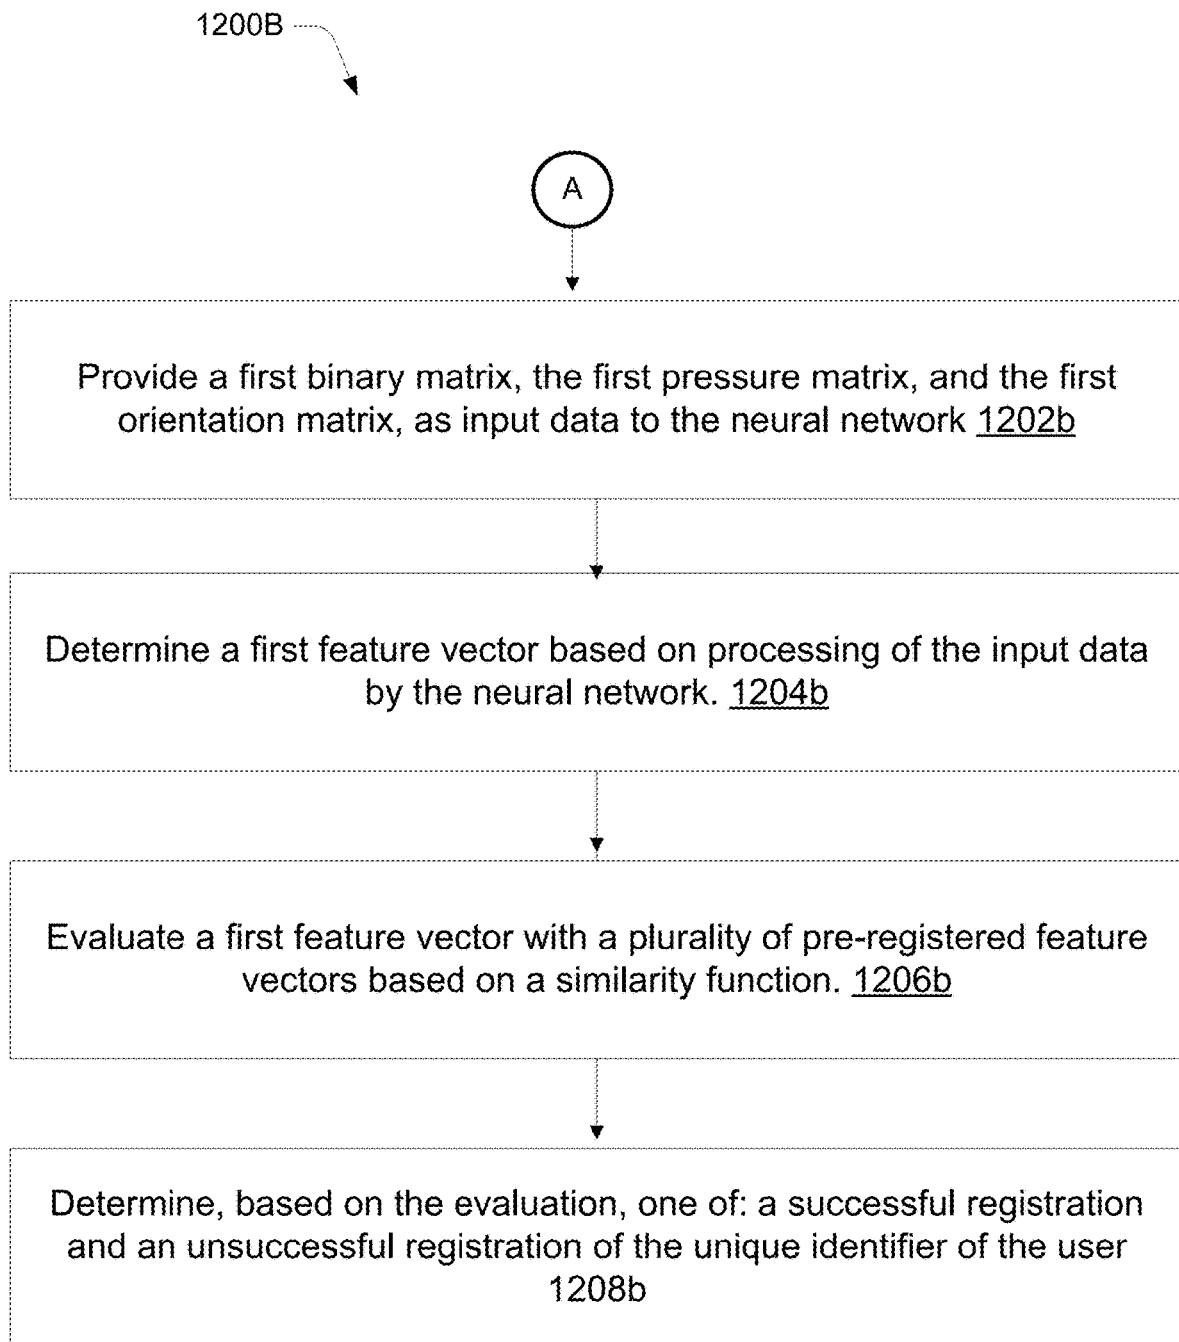 1200B
A
Provide a first binary matrix, the first pressure matrix, and the first
orientation matrix, as input data to the neural network 1202b
Determine a first feature vector based on processing of the input data
by the neural network. 1204b
Evaluate a first feature vector with a plurality of pre-registered feature
vectors based on a similarity function. 1206b
Determine, based on the evaluation, one of: a successful registration
and an unsuccessful registration of the unique identifier of the user
1208b